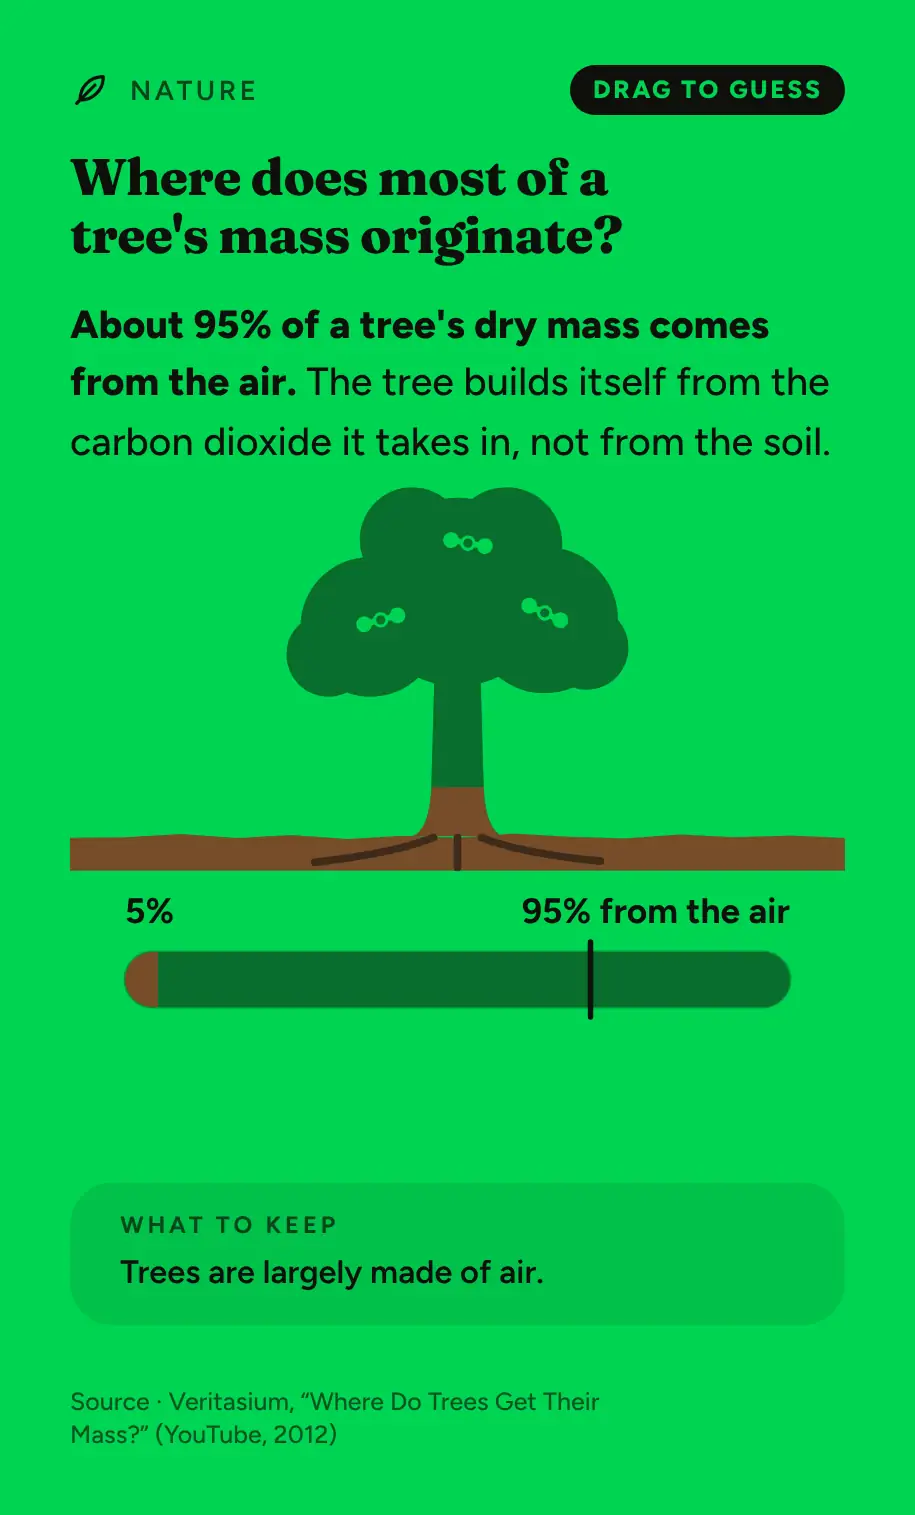 NATURE
DRAG TO GUESS
Where does most of a
tree's mass originate?
About 95% of a tree's dry mass comes
from the air. The tree builds itself from the
carbon dioxide it takes in, not from the soil.
5%
95% from the air
WHAT TO KEEP
Trees are largely made of air.
Source · Veritasium, “Where Do Trees Get Their
Mass?” (YouTube, 2012)